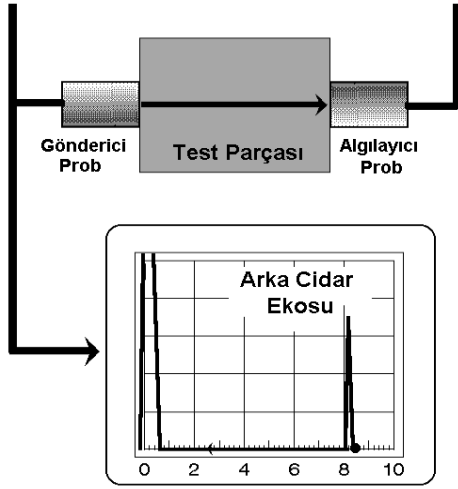 Gönderici
Prob
Test Parçası
Algılayıcı
Prob
Arka Cidar
Ekosu
0 2 4 6 8 10